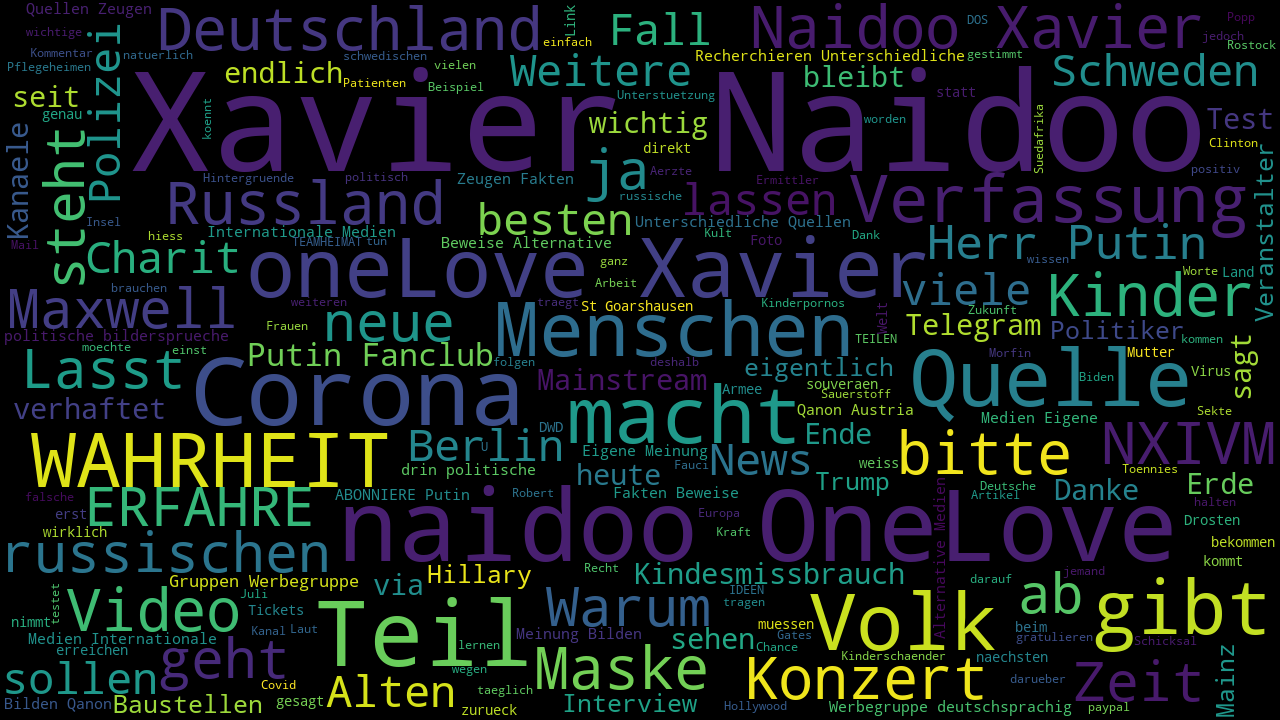 Quellen Zeugen
Deutschland
Link
Fall
Naidoo Xavier
DOS
Popp
wichtige
einfach
jedoch
Rostock
Kommentar
natuerlich
schwedischen
vielen
Recherchieren Unterschiedliche
gestimmt
Pflegeheimen
Polizei
endlich
Patienten
Beispiel
Weitere
bleibt
Schweden
seit
genau
koennt
Xavier Naidoo
Unterstuetzung
statt
Test
wichtig
worden
Suedafrika
Clinton
Kanaele
steht
direkt
Veranstalter
Hintergruende
politisch
Zeugen Fakten
ja
Aerzte
Ermittler
positiv
russische
lassen
Verfassung
Insel
Russland
besten
Unterschiedliche Quellen
Mail
hiess
Internationale Medien
TEAMHEIMAT
tun
Beweise Alternative
Kult
Foto
Dank
Herr Putin
wissen
Charit
oneLove Xavier
ganz
Arbeit
Worte
Land
brauchen
viele
Kinder
Maxwell
weiteren
traegt
St Goarshausen
Kinderpornos
Welt
Zukunft
politische bildersprueche
Frauen
neue
Menschen
TEILEN
Telegram
Politiker
kommen
sagt
moechte
einst
Putin Fanclub
folgen
deshalb
eigentlich
Morfin
Mutter
Lasst
Corona
Mainstream
Armee
souveraen
Sauerstoff
Quelle
Biden
Virus
verhaftet
macht
Qanon Austria
Medien Eigene
Sekte
WAHRHEIT
Berlin
U
DWD
Ende
bitte
NXIVM
Eigene Meinung
News
weiss
drin politische
heute
Fauci
Trump
Toennies
falsche
ERFAHRE
ABONNIERE Putin
Robert
Fakten Beweise
Deutsche
Artikel
Danke
Erde
erst
naidoo OneLove
Europa
halten
wirklich
Kraft
Alternative Medien
Drosten
russischen
Recht
bekommen
kommt
Gruppen Werbegruppe
via
Hillary
Kindesmissbrauch
darauf
jemand
testet
Juli
IDEEN
nimmt
Video
Tickets
Teil
Warum
tragen
Volk
ab
gibt
Kanal
Laut
muessen
beim
Medien Internationale
Meinung Bilden
sehen
Gates
gratulieren
Schicksal
erreichen
geht
lernen
Chance
Kinderschaender
naechsten
Mainz
sollen
wegen
Maske
Konzert
Zeit
darueber
Covid
Alten
taeglich
Bilden Qanon
Baustellen
gesagt
zurueck
Interview
Hollywood
Werbegruppe deutschsprachig
paypal